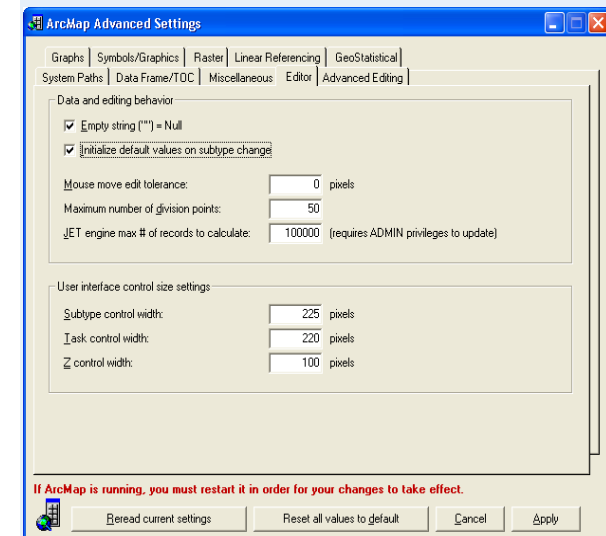 ArcMap Advanced Settings
Graphs Symbols/Graphics Raster Linear Referencing GeoStatistical
System Paths Data Frame/TOC Miscellaneous Editor Advanced Editing
Data and editing behavior
Empty string ("") = Null
Initialize default values on subtype change
Mouse move edit tolerance: 0 pixels
Maximum number of division points: 50
JET engine max # of records to calculate: 100000 (requires ADMIN privileges to update)
User interface control size settings
Subtype control width: 225 pixels
Task control width: 220 pixels
Z control width: 100 pixels
If ArcMap is running, you must restart it in order for your changes to take effect.
Reread current settings Reset all values to default Cancel Apply